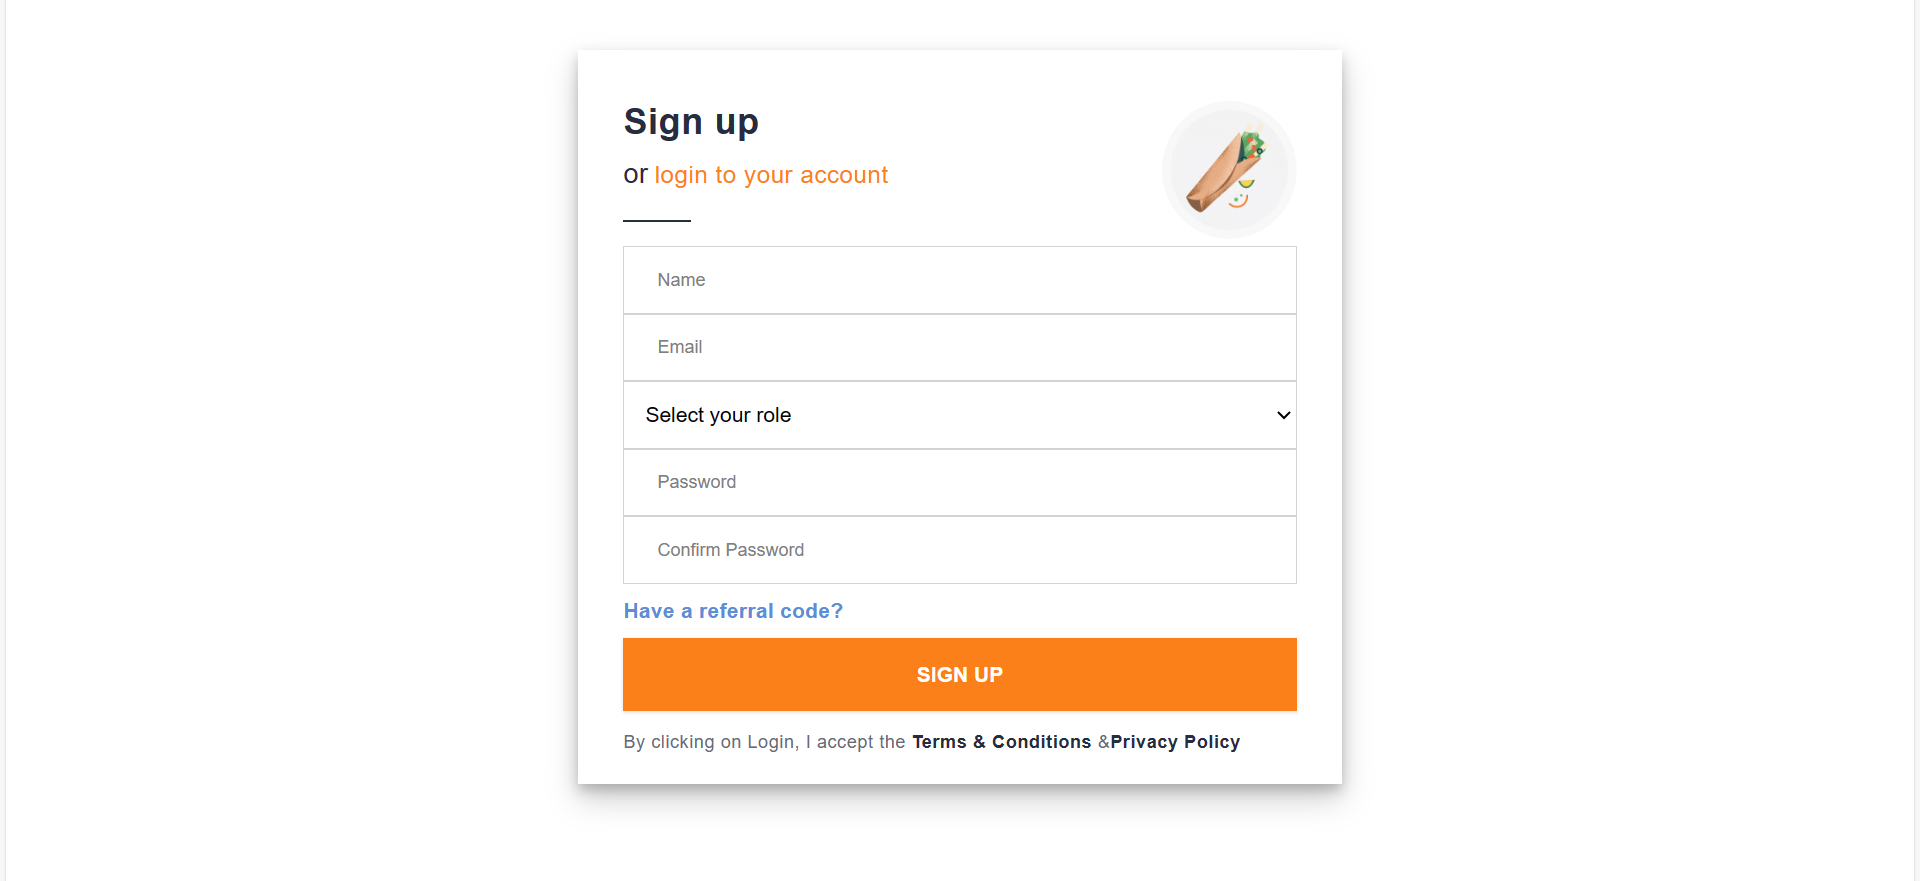 Sign up
or login to your account
Name
Email
Select your role
Password
Confirm Password
Have a referral code?
SIGN UP
By clicking on Login, I accept the Terms & Conditions &Privacy Policy